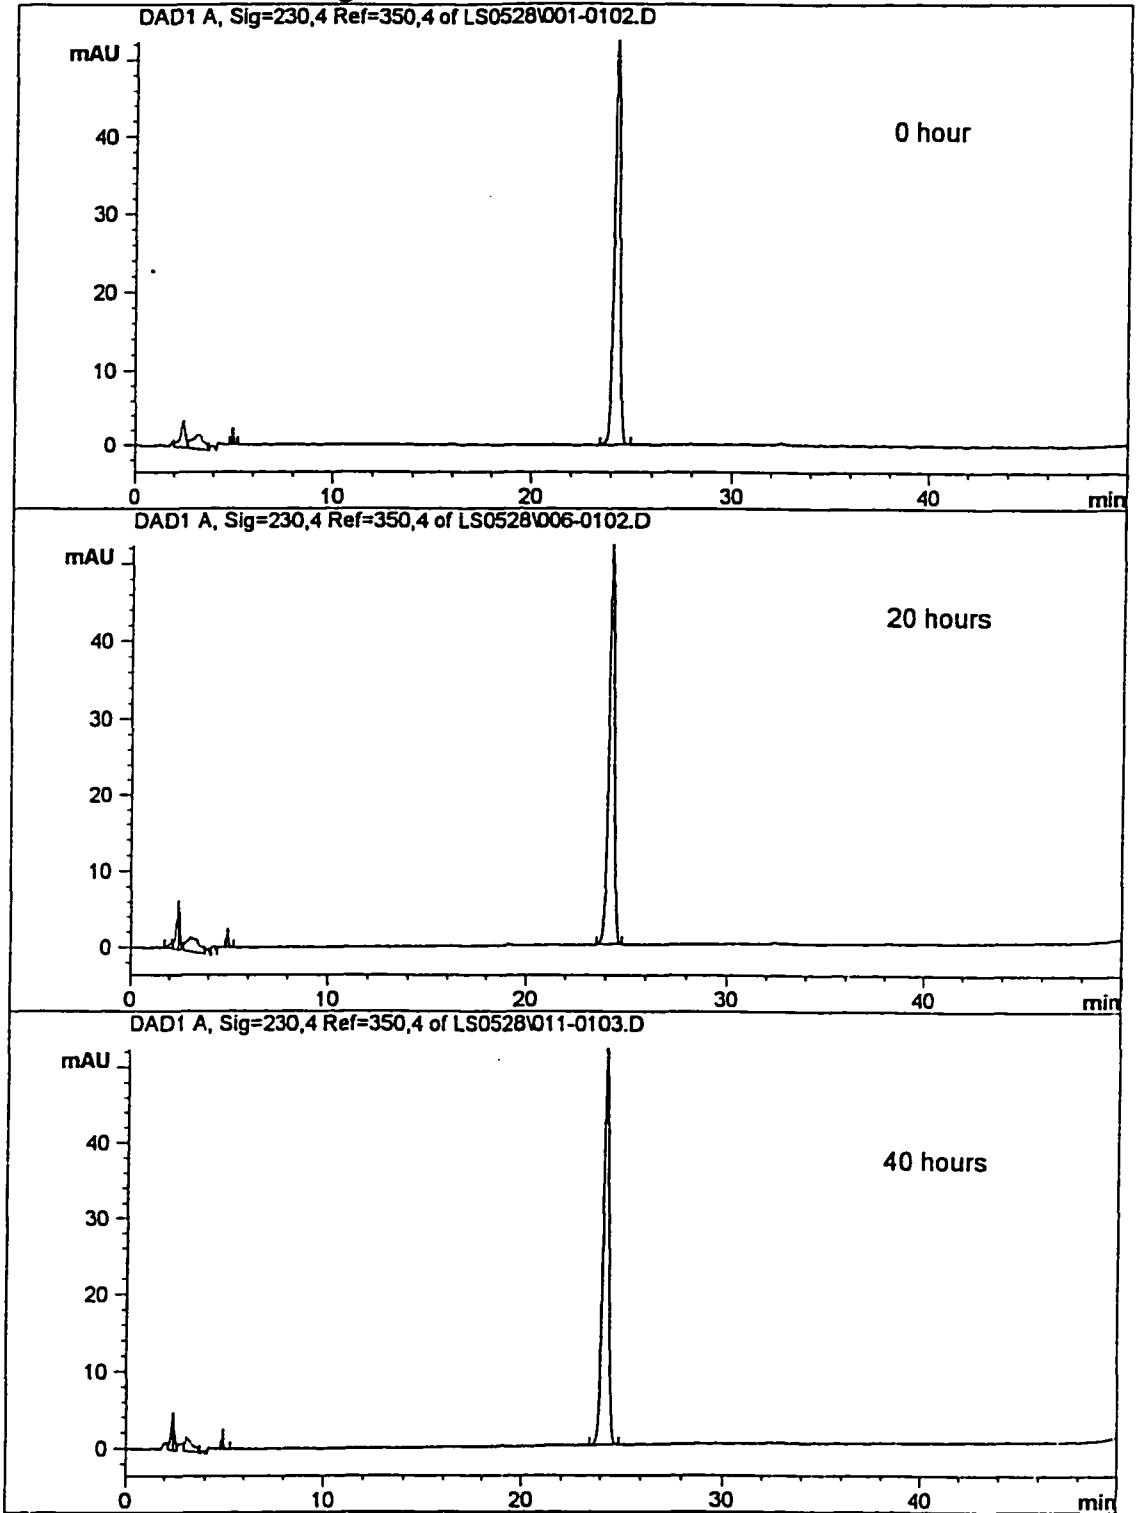 DAD1 A, Sig=230,4 Ref=350,4 of LS0528\001-0102.D
mAU
40
30
20
10
0
0 hour
0 10 20 30 40 min
DAD1 A, Sig=230,4 Ref=350,4 of LS0528\006-0102.D
mAU
40
30
20
10
0
20 hours
0 10 20 30 40 min
DAD1 A, Sig=230,4 Ref=350,4 of LS0528\011-0103.D
mAU
40
30
20
10
0
40 hours
0 10 20 30 40 min